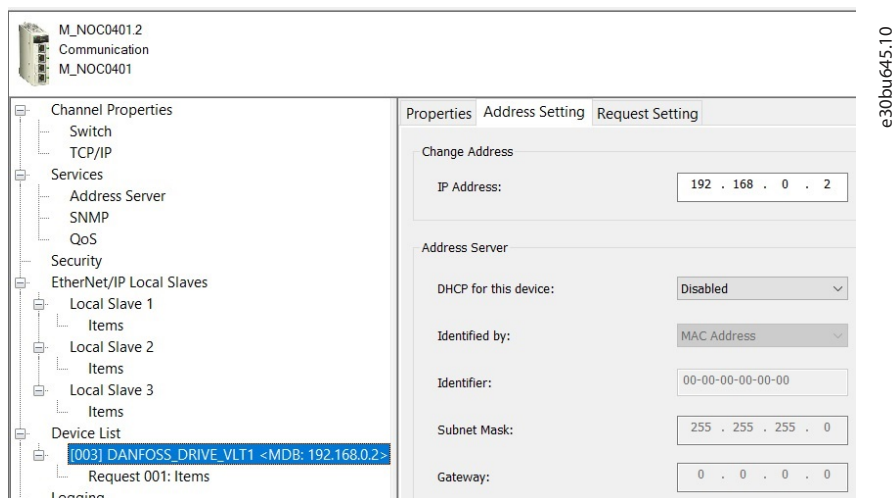 M_NOC0401.2
Communication
M_NOC0401
Channel Properties
Switch
TCP/IP
Services
Address Server
SNMP
QoS
Security
EtherNet/IP Local Slaves
Local Slave 1
Items
Local Slave 2
Items
Local Slave 3
Items
Device List
[003] DANFOSS_DRIVE_VLT1 <MDB: 192.168.0.2>
Request 001: Items
Logging
Properties Address Setting Request Setting
Change Address
IP Address: 192 . 168 . 0 . 2
Address Server
DHCP for this device: Disabled
Identified by: MAC Address
Identifier: 00-00-00-00-00-00
Subnet Mask: 255 . 255 . 255 . 0
Gateway: 0 . 0 . 0 . 0
e30bu645.10